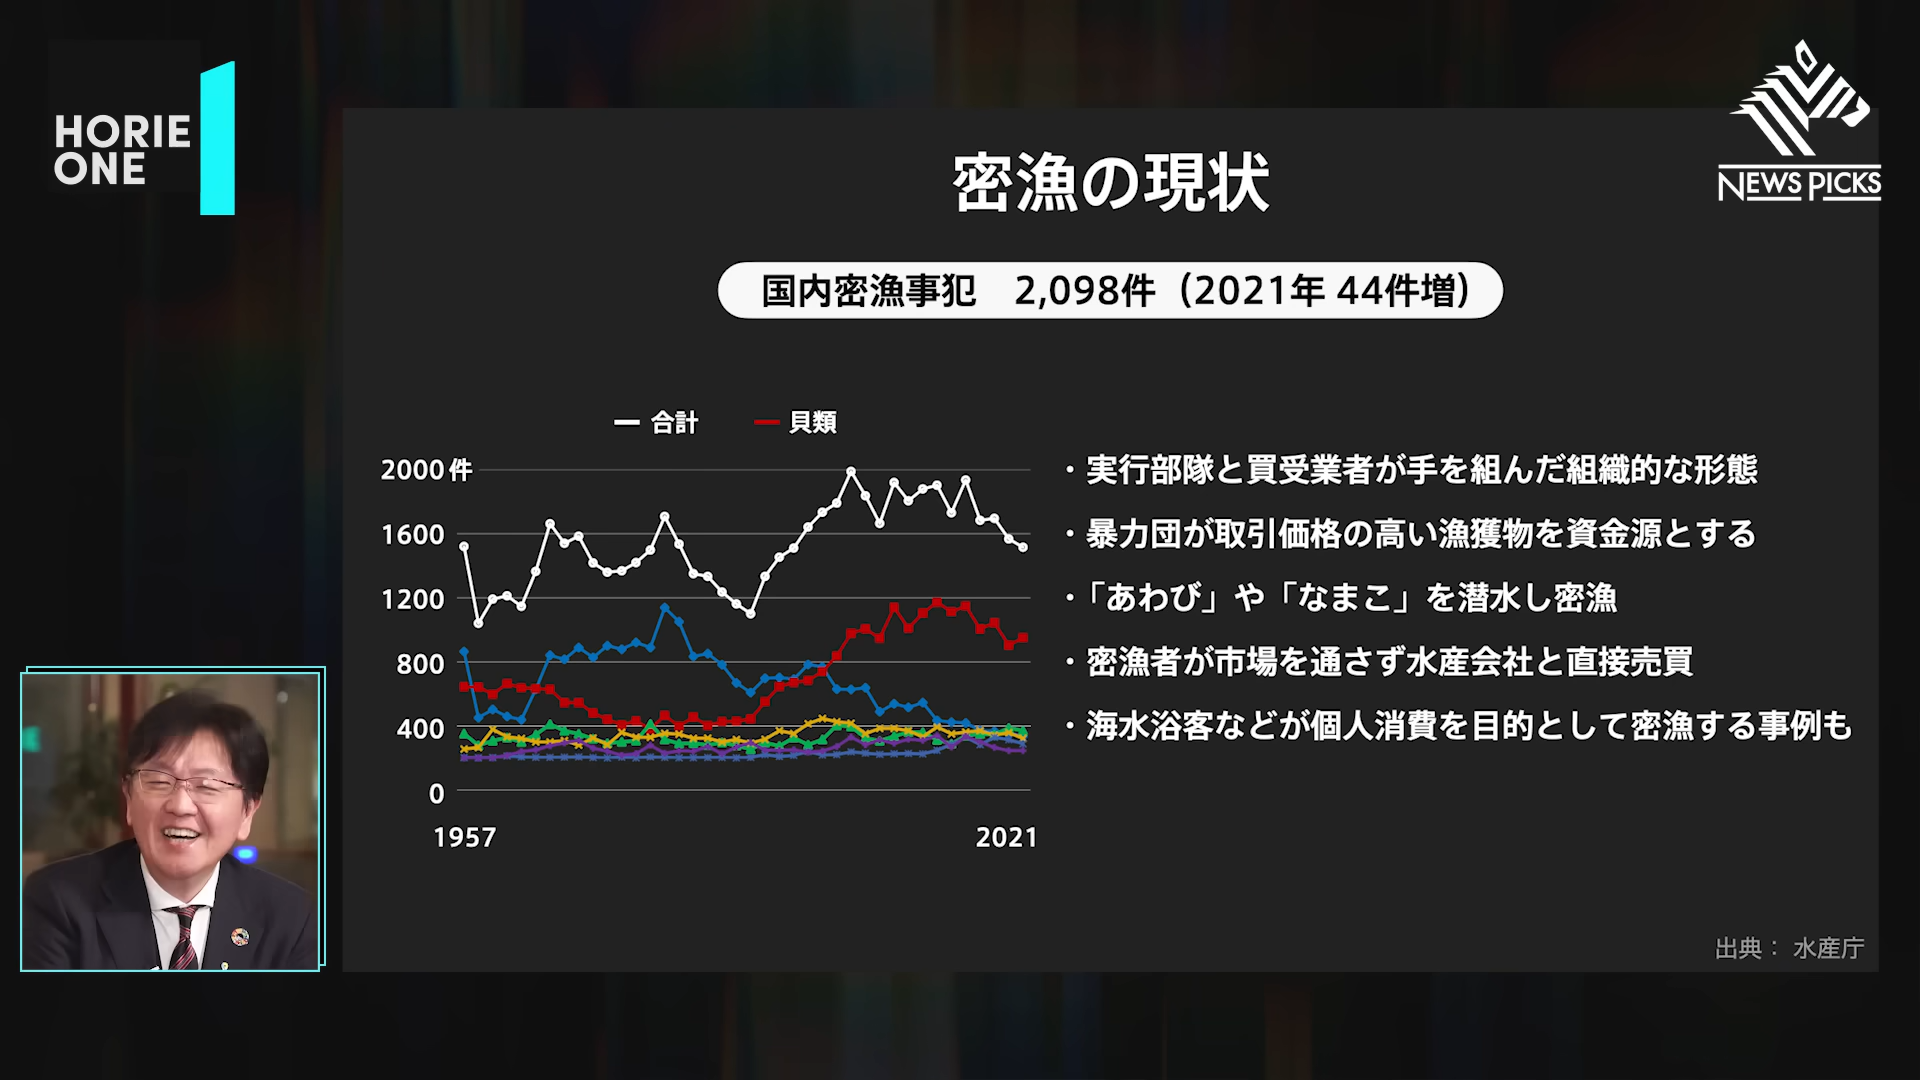 HORIE
ONE
NEWSPICKS
密漁の現状
国内密漁事犯　2,098件（2021年 44件増）
合計
貝類
2000件
1600
1200
800
400
0
1957
2021
・実行部隊と買受業者が手を組んだ組織的な形態
・暴力団が取引価格の高い漁獲物を資金源とする
・「あわび」や「なまこ」を潜水し密漁
・密漁者が市場を通さず水産会社と直接売買
・海水浴客などが個人消費を目的として密漁する事例も
出典： 水産庁